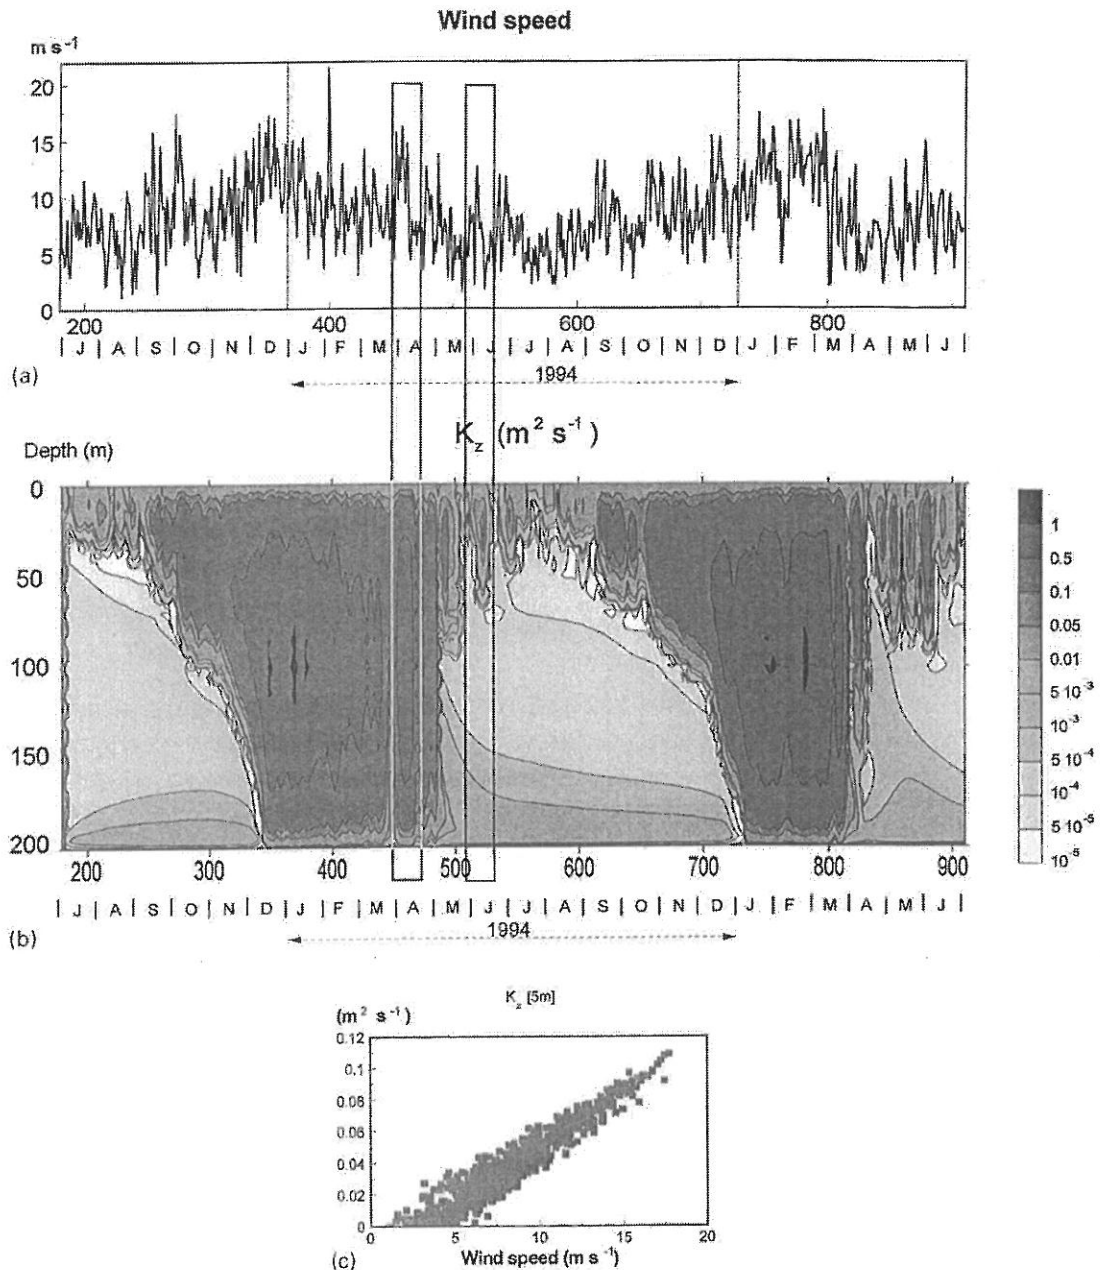 Wind speed
m s⁻¹
20
15
10
5
0
200 400 600 800
| J | A | S | O | N | D | J | F | M | A | M | J | J | A | S | O | N | D | J | F | M | A | M | J |
(a)
1994
K_z (m² s⁻¹)
Depth (m)
0
50
100
150
200
200 300 400 500 600 700 800 900
| J | A | S | O | N | D | J | F | M | A | M | J | J | A | S | O | N | D | J | F | M | A | M | J |
(b)
1994
1
0.5
0.1
0.05
0.01
5 10⁻³
10⁻³
5 10⁻⁴
10⁻⁴
5 10⁻⁵
10⁻⁵
K_z [5m]
(m² s⁻¹)
0.12
0.1
0.08
0.06
0.04
0.02
0
0 5 10 15 20
(c)
Wind speed (m s⁻¹)